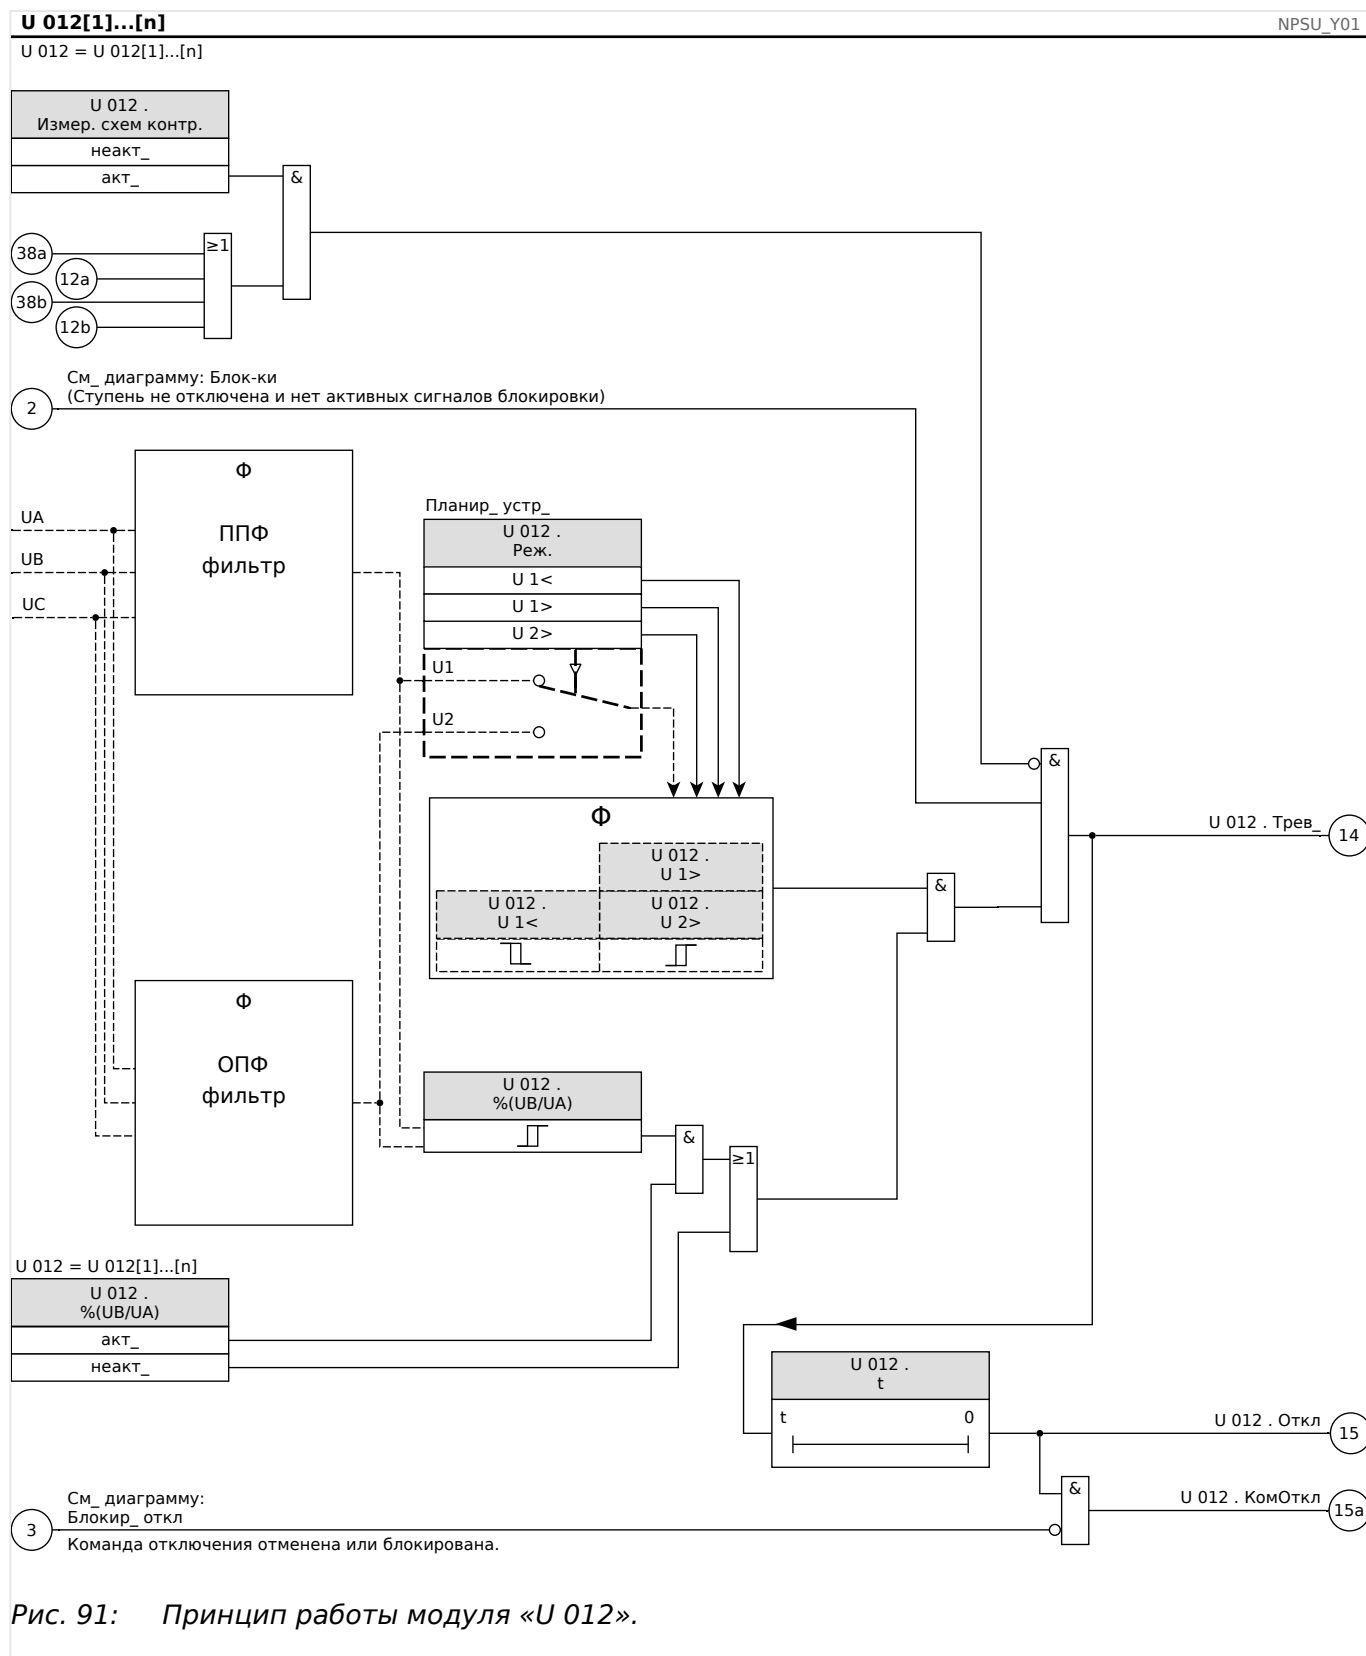 U 012[1]...[n]
NPSU_Y01
U 012 = U 012[1]...[n]
U 012 .
Измер. схем контр.
неакт_
акт_
&
38a
≥1
12a
38b
12b
См_ диаграмму: Блок-ки
(Ступень не отключена и нет активных сигналов блокировки)
2
Ф
ППФ
фильтр
UA
UB
UC
Планир_ устр_
U 012 .
Реж.
U 1<
U 1>
U 2>
U1
U2
&
Ф
U 012 .
U 1>
U 012 .
U 1<
U 012 .
U 2>
&
U 012 . Трев_
14
Ф
ОПФ
фильтр
U 012 .
%(UB/UA)
&
≥1
U 012 = U 012[1]...[n]
U 012 .
%(UB/UA)
акт_
неакт_
U 012 .
t
t
0
U 012 . Откл
15
&
U 012 . КомОткл
15a
См_ диаграмму:
Блокир_ откл
3
Команда отключения отменена или блокирована.
Рис. 91: Принцип работы модуля «U 012».